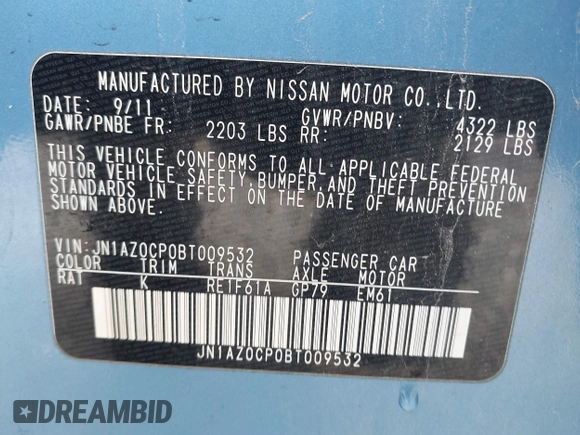 MANUFACTURED BY NISSAN MOTOR CO.,LTD.
DATE: 9/11 GVWR/PNBV: 4322 LBS
GAWR/PNBE FR: 2203 LBS RR: 2129 LBS
THIS VEHICLE CONFORMS TO ALL APPLICABLE FEDERAL
MOTOR VEHICLE SAFETY,BUMPER,AND THEFT PREVENTION
STANDARDS IN EFFECT ON THE DATE OF MANUFACTURE
SHOWN ABOVE.
VIN:JN1AZ0CP0BT009532 PASSENGER CAR
COLOR TRIM TRANS AXLE MOTOR
RAT K RE1F61A GP79 EM61
JN1AZ0CP0BT009532
DREAMBID